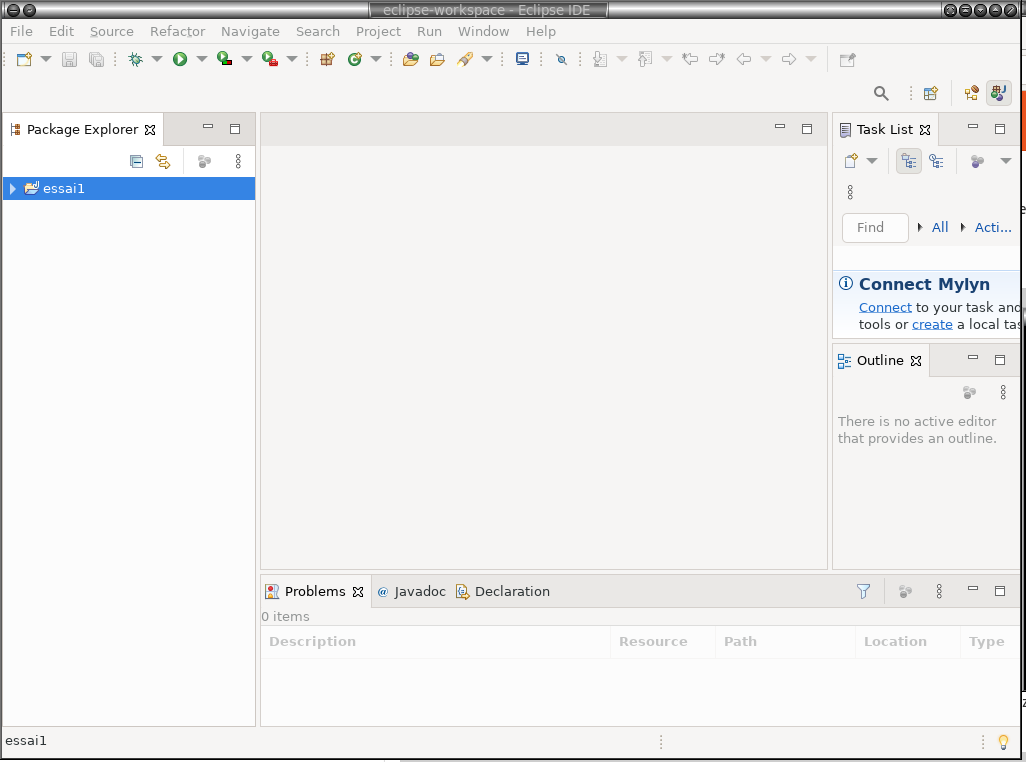 eclipse-workspace - Eclipse IDE
File Edit Source Refactor Navigate Search Project Run Window Help
Package Explorer
essai1
Task List
Find All Acti...
Connect Mylyn
Connect to your task and
tools or create a local tas
Outline
There is no active editor
that provides an outline.
Problems @ Javadoc Declaration
0 items
Description Resource Path Location Type
essai1